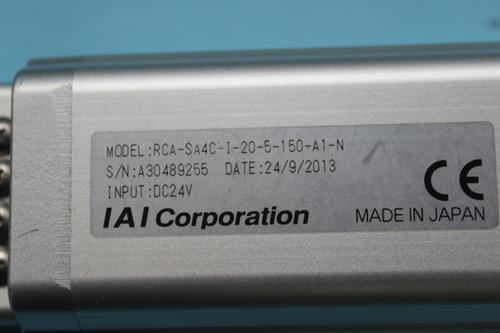 MODEL:RCA-SA4C-I-20-5-150-A1-N
S/N:A30489255 DATE:24/9/2013
INPUT:DC24V
CE
IAI Corporation MADE IN JAPAN